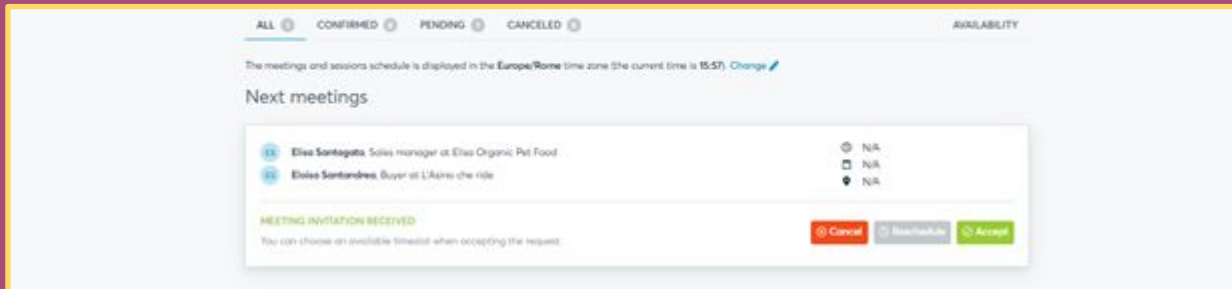 ALL CONFIRMED PENDING CANCELED AVAILABILITY
The meetings and sessions schedule is displayed in the Europe/Rome time zone (the current time is 15:57). Change
Next meetings
Elisa Santagata, Sales manager at Elisa Organic Pet Food
N/A
Eloisa Santandrea, Buyer at L'Asino che ride
N/A
N/A
MEETING INVITATION RECEIVED
You can choose an available timeslot when accepting the request.
Cancel Reschedule Accept